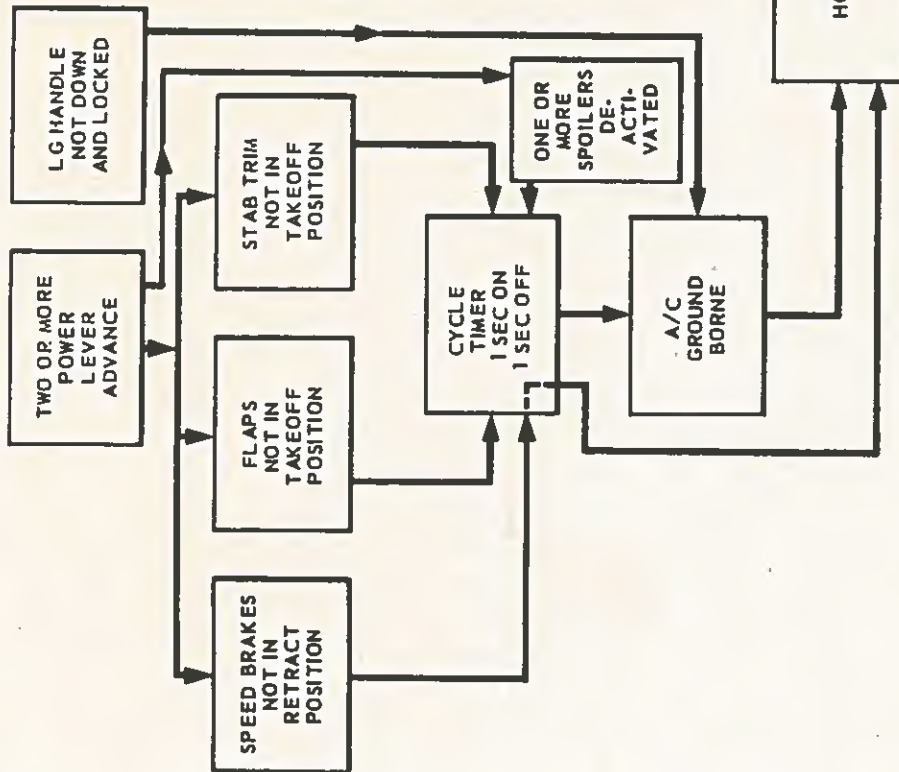 TWO OR MORE
POWER
LEVER
ADVANCE
LG HANDLE
NOT DOWN
AND LOCKED
SPEED BRAKES
NOT IN
RETRACT
POSITION
FLAPS
NOT IN
TAKEOFF
POSITION
STAB TRIM
NOT IN
TAKEOFF
POSITION
ONE OR
MORE
SPOILERS
DE-
ACTI-
VATED
CYCLE
TIMER
1 SEC ON
1 SEC OFF
A/C
GROUND
BORNE